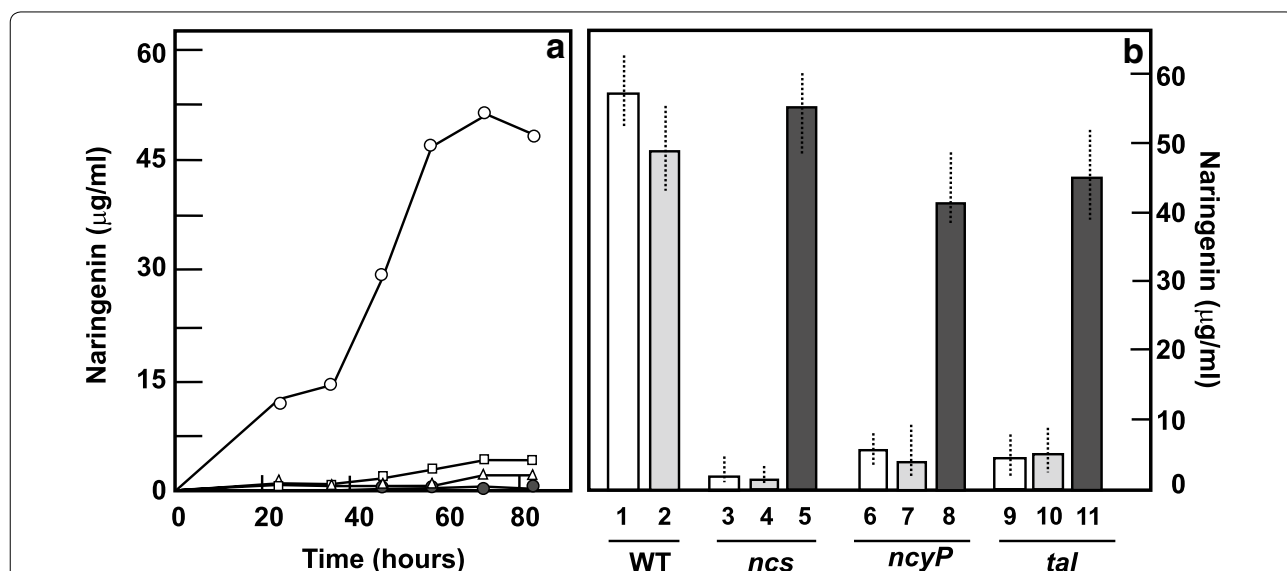 a
Naringenin (µg/ml)
60
45
30
15
0
0 20 40 60 80
Time (hours)
b
60
50
40
30
20
10
0
Naringenin (µg/ml)
1 2 3 4 5 6 7 8 9 10 11
WT ncs ncyP tal